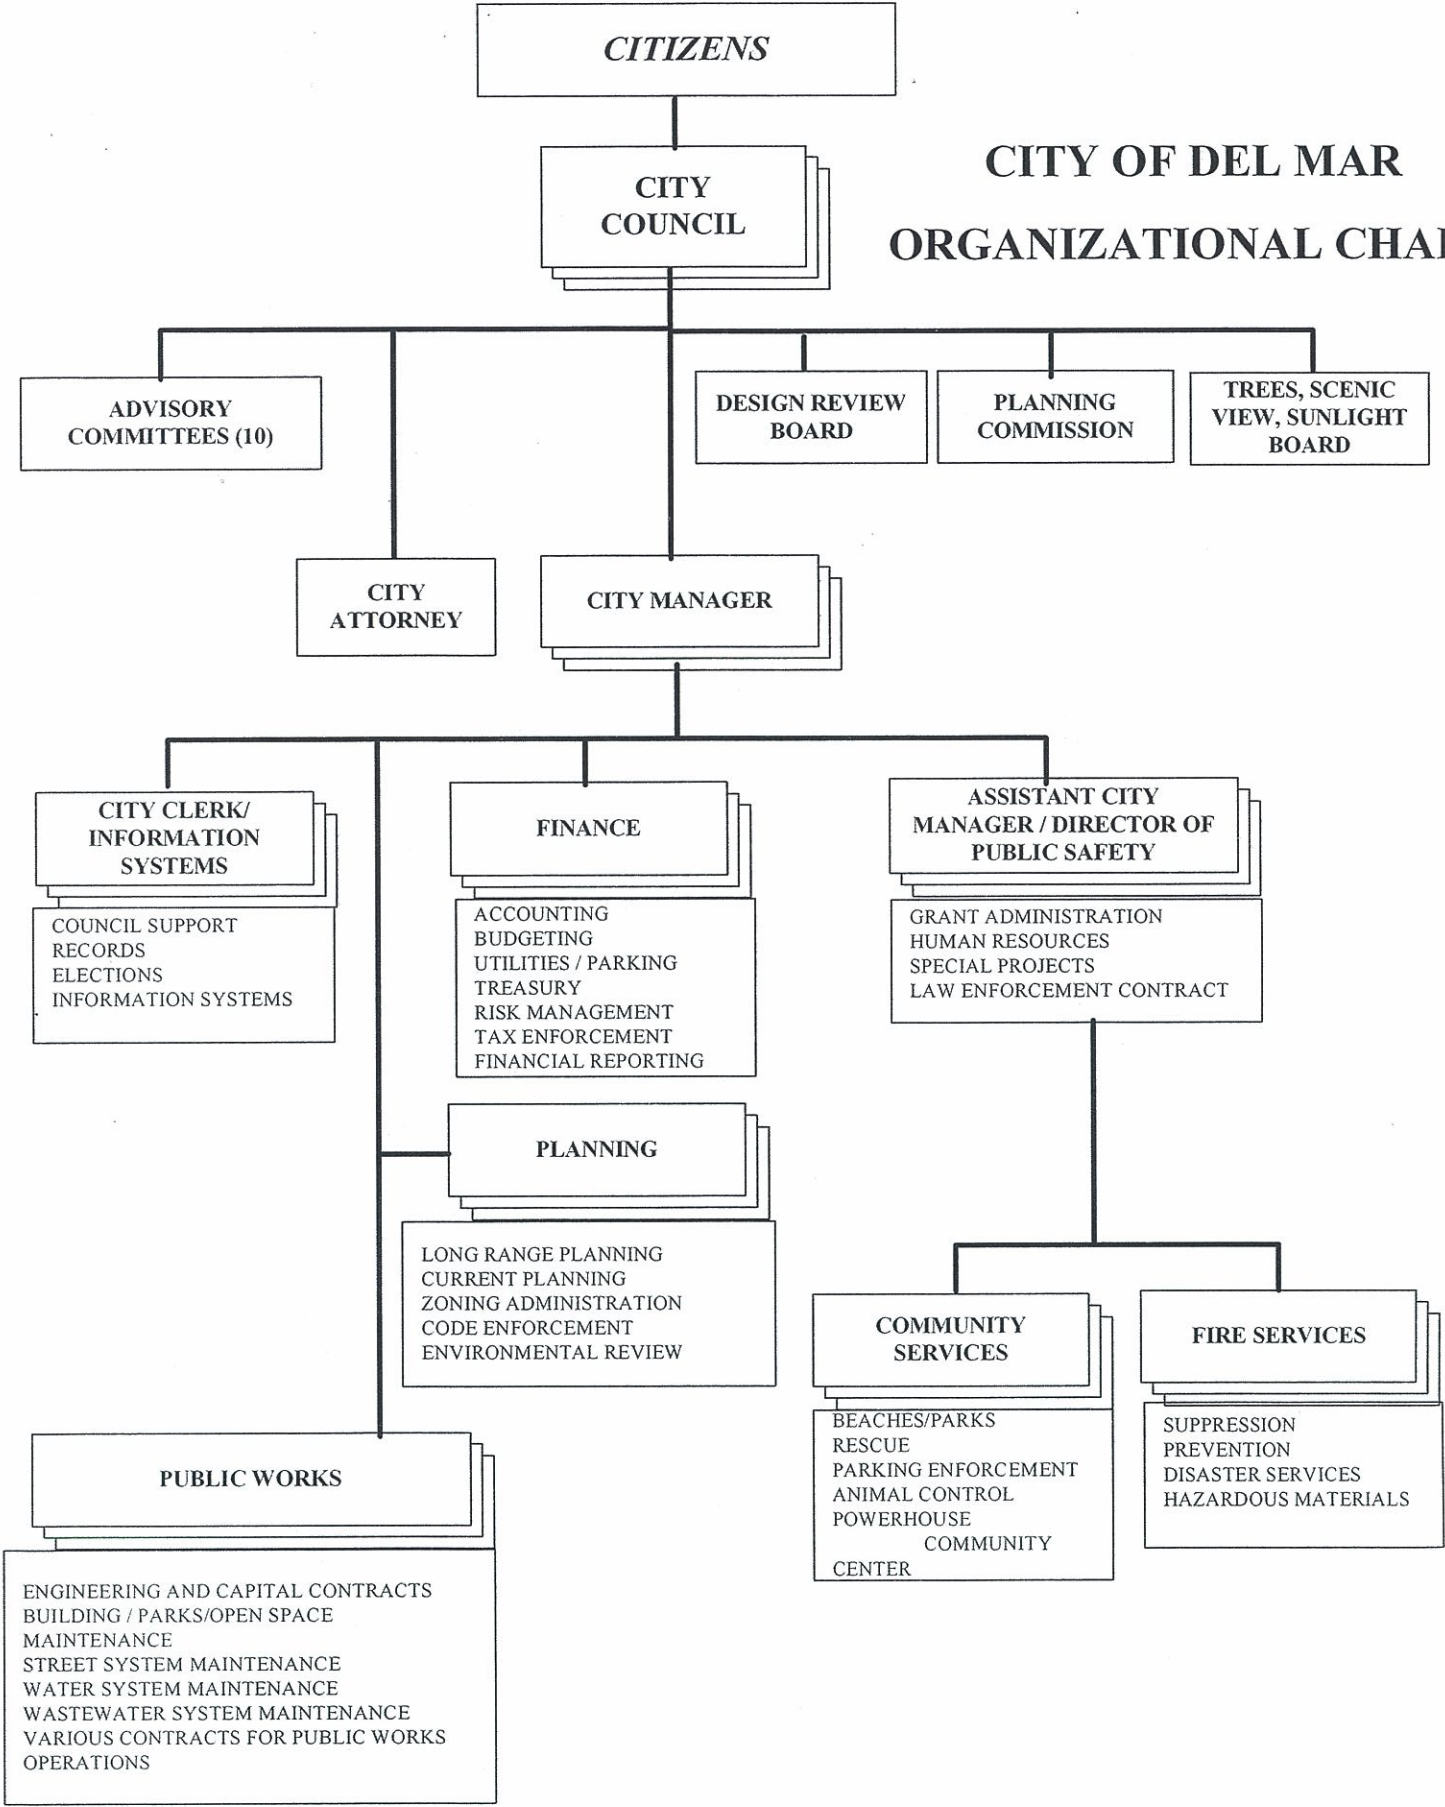 CITIZENS
CITY
COUNCIL
CITY OF DEL MAR
ORGANIZATIONAL CHA
ADVISORY
COMMITTEES (10)
DESIGN REVIEW
BOARD
PLANNING
COMMISSION
TREES, SCENIC
VIEW, SUNLIGHT
BOARD
CITY
ATTORNEY
CITY MANAGER
CITY CLERK/
INFORMATION
SYSTEMS
COUNCIL SUPPORT
RECORDS
ELECTIONS
INFORMATION SYSTEMS
FINANCE
ACCOUNTING
BUDGETING
UTILITIES / PARKING
TREASURY
RISK MANAGEMENT
TAX ENFORCEMENT
FINANCIAL REPORTING
ASSISTANT CITY
MANAGER / DIRECTOR OF
PUBLIC SAFETY
GRANT ADMINISTRATION
HUMAN RESOURCES
SPECIAL PROJECTS
LAW ENFORCEMENT CONTRACT
PLANNING
LONG RANGE PLANNING
CURRENT PLANNING
ZONING ADMINISTRATION
CODE ENFORCEMENT
ENVIRONMENTAL REVIEW
COMMUNITY
SERVICES
BEACHES/PARKS
RESCUE
PARKING ENFORCEMENT
ANIMAL CONTROL
POWERHOUSE
COMMUNITY
CENTER
FIRE SERVICES
SUPPRESSION
PREVENTION
DISASTER SERVICES
HAZARDOUS MATERIALS
PUBLIC WORKS
ENGINEERING AND CAPITAL CONTRACTS
BUILDING / PARKS/OPEN SPACE
MAINTENANCE
STREET SYSTEM MAINTENANCE
WATER SYSTEM MAINTENANCE
WASTEWATER SYSTEM MAINTENANCE
VARIOUS CONTRACTS FOR PUBLIC WORKS
OPERATIONS